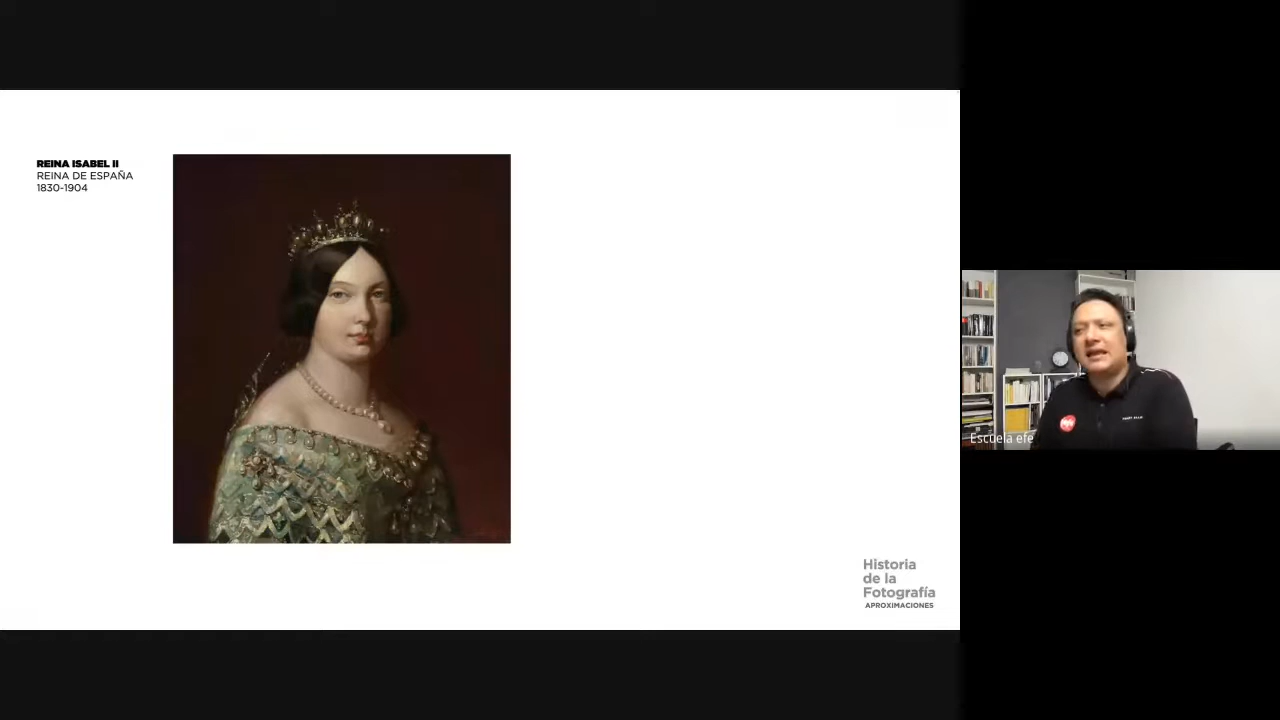 REINA ISABEL II
REINA DE ESPAÑA
1830-1904
Historia
de la
Fotografía
APROXIMACIONES
Escuela efe